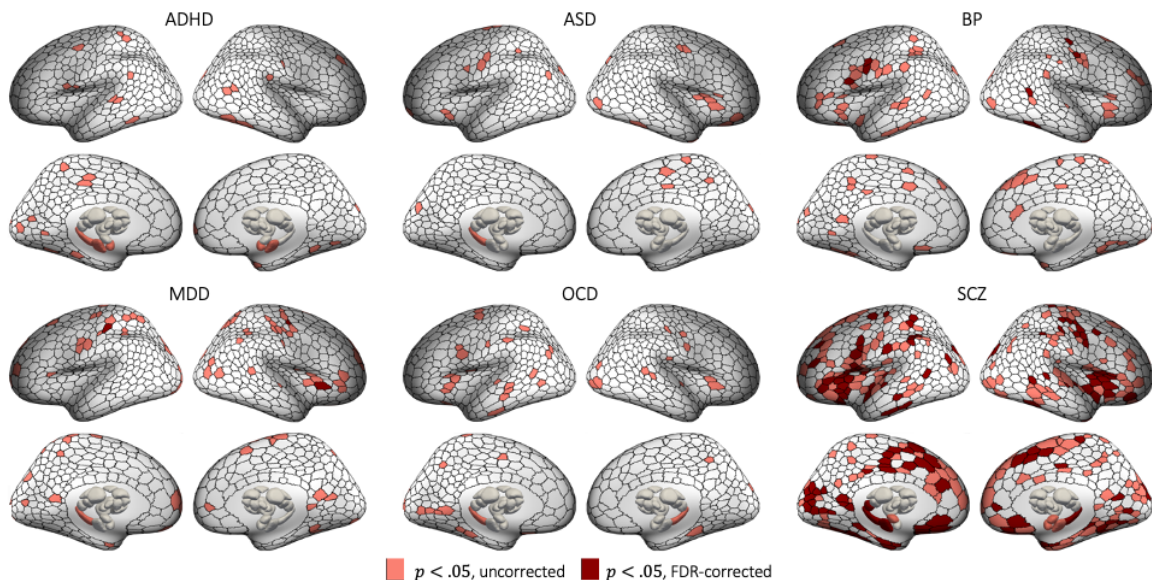 ADHD
ASD
BP
MDD
OCD
SCZ
p < .05, uncorrected
p < .05, FDR-corrected